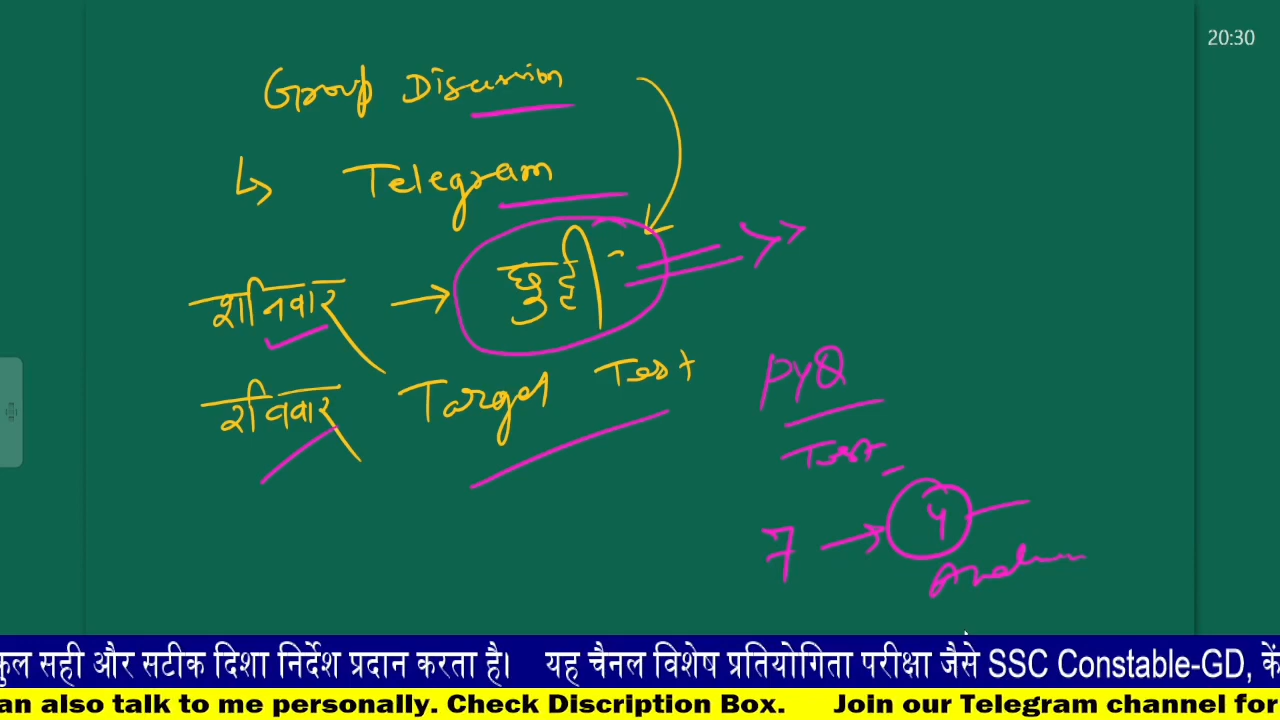 20:30
Group Discussion
↳ Telegram
शनिवार → छुट्टी
रविवार Target Test
PYQ
Test
7 → 4
कुल सही और सटीक दिशा निर्देश प्रदान करता है। यह चैनल विशेष प्रतियोगिता परीक्षा जैसे SSC Constable-GD, कें
an also talk to me personally. Check Discription Box. Join our Telegram channel for